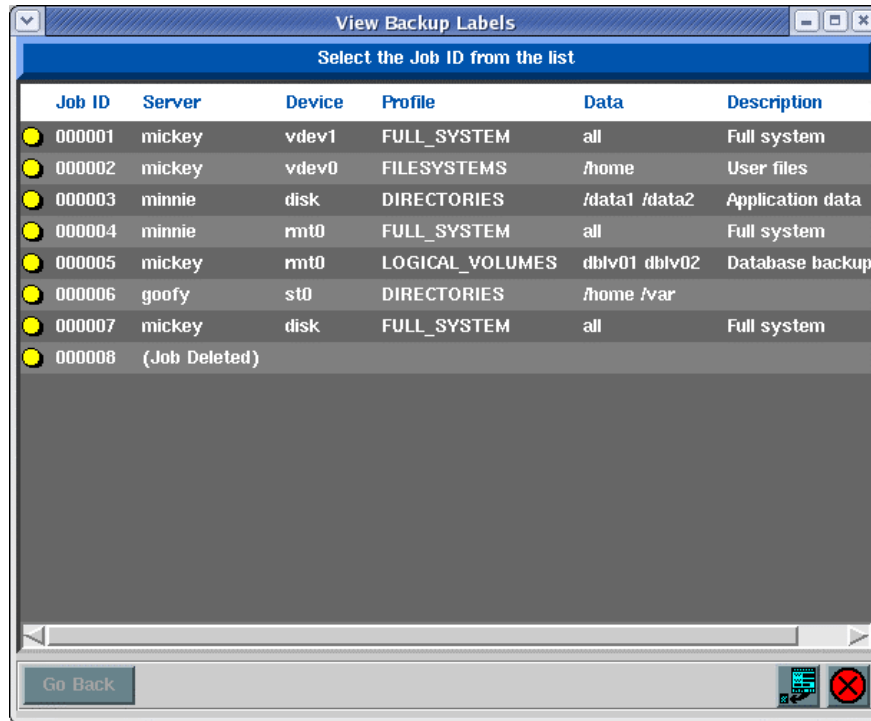 View Backup Labels
Select the Job ID from the list
Job ID Server Device Profile Data Description
000001 mickey vdev1 FULL_SYSTEM all Full system
000002 mickey vdev0 FILESYSTEMS /home User files
000003 minnie disk DIRECTORIES /data1 /data2 Application data
000004 minnie rmt0 FULL_SYSTEM all Full system
000005 mickey rmt0 LOGICAL_VOLUMES dblv01 dblv02 Database backup
000006 goofy st0 DIRECTORIES /home /var
000007 mickey disk FULL_SYSTEM all Full system
000008 (Job Deleted)
Go Back